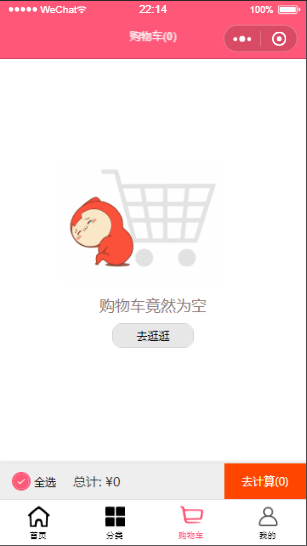 WeChat 22:14 100%
购物车(0)
购物车竟然为空
去逛逛
全选 总计: ¥0 去计算(0)
首页 分类 购物车 我的